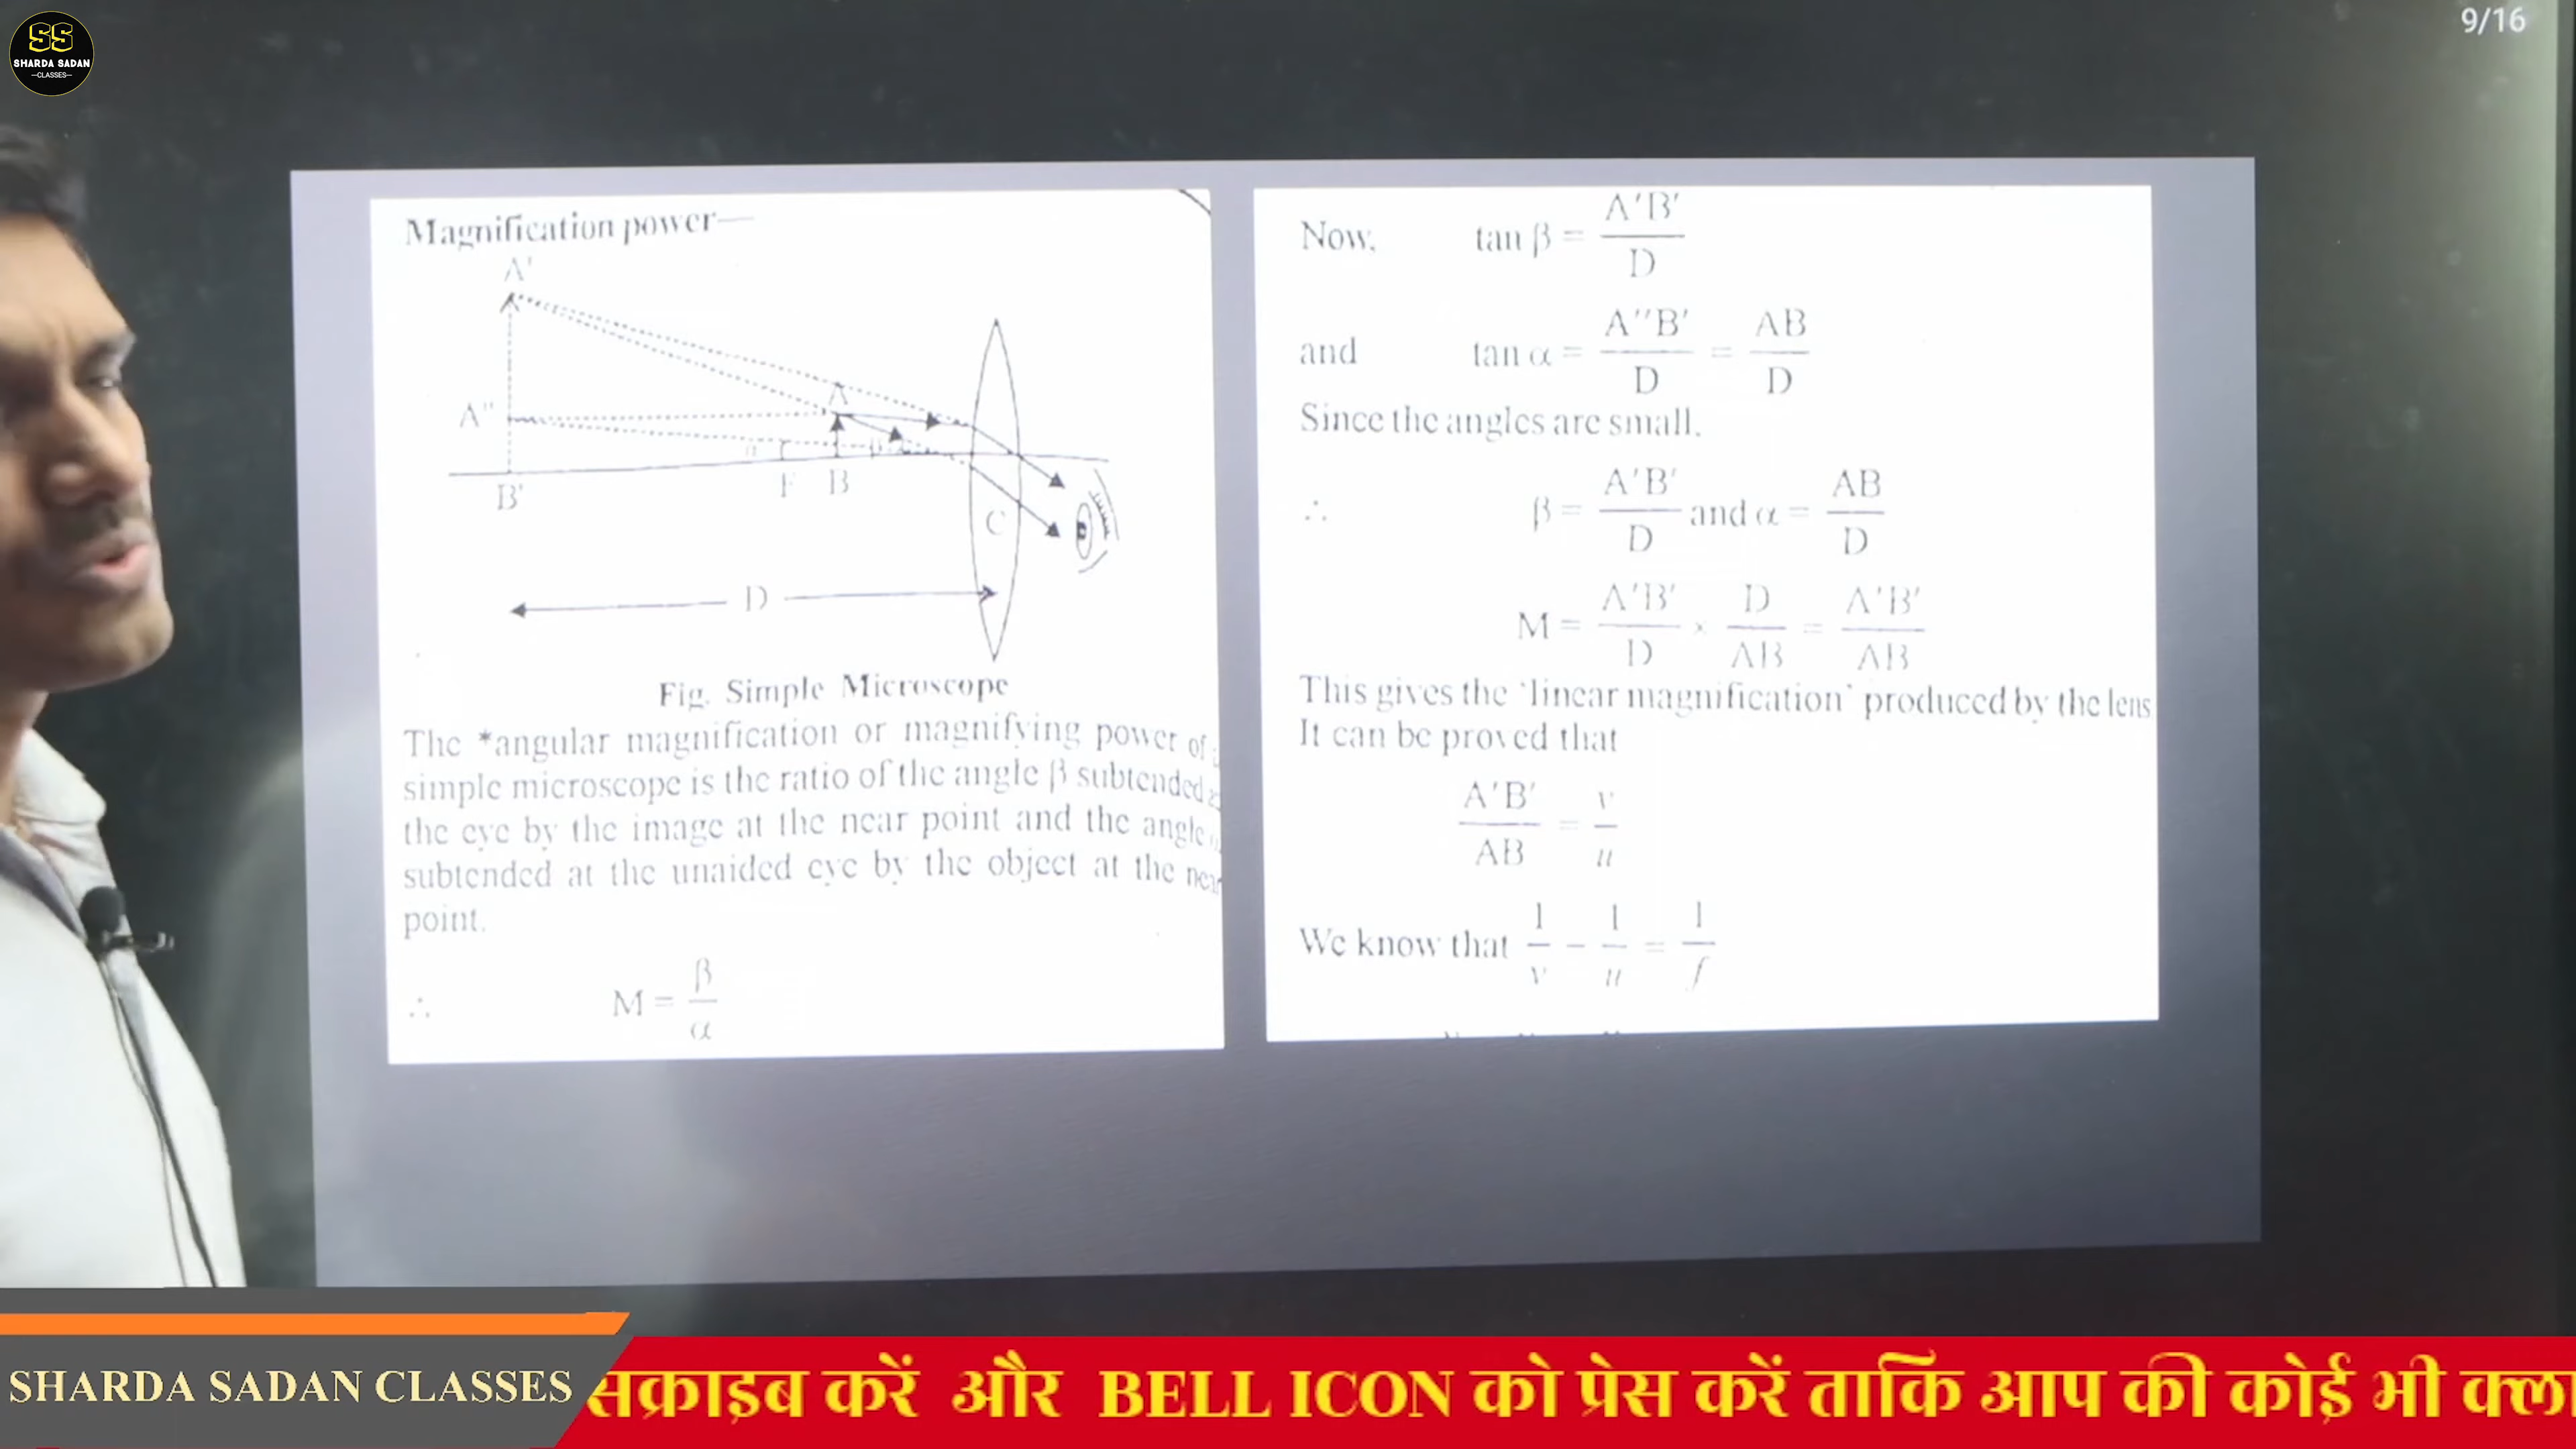 SS
SHARDA SADAN
—CLASSES—
9/16
Magnification power—
A'
A
A"
α
β
B'
F
B
C
D
Fig. Simple Microscope
The *angular magnification or magnifying power of
simple microscope is the ratio of the angle β subtended
the eye by the image at the near point and the angle
subtended at the unaided eye by the object at the near
point.
∴ M = β/α
Now, tan β = A'B'/D
and tan α = A''B'/D = AB/D
Since the angles are small.
∴ β = A'B'/D and α = AB/D
M = A'B'/D × D/AB = A'B'/AB
This gives the 'linear magnification' produced by the lens
It can be proved that
A'B'/AB = v/u
We know that 1/v − 1/u = 1/f
SHARDA SADAN CLASSES
सक्राइब करें और BELL ICON को प्रेस करें ताकि आप की कोई भी क्ला